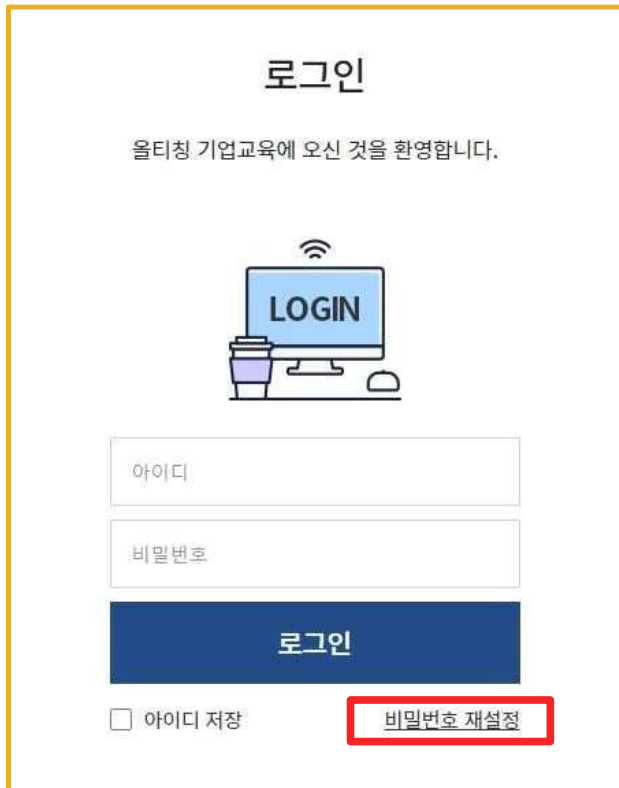 로그인
올티칭 기업교육에 오신 것을 환영합니다.
LOGIN
아이디
비밀번호
로그인
아이디 저장
비밀번호 재설정